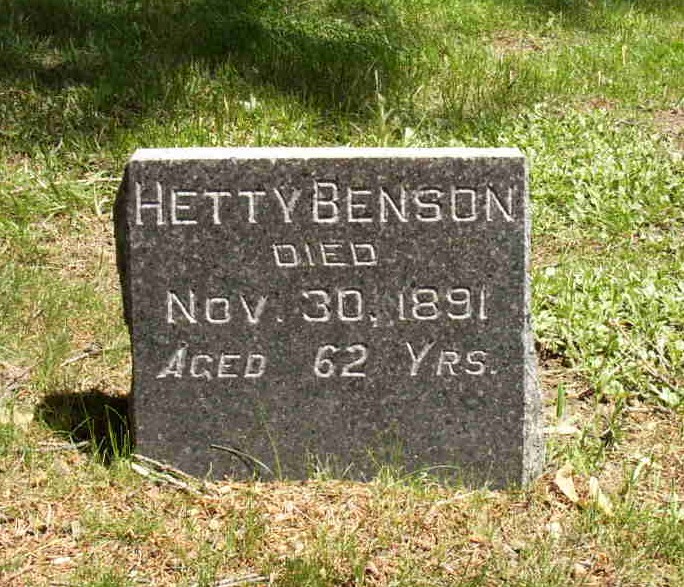 HETTY BENSON
DIED
NOV. 30, 1891
AGED 62 YRS.